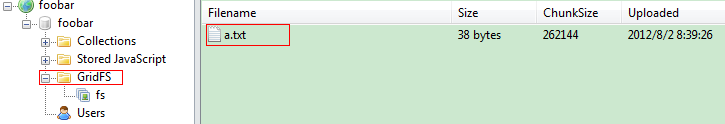 foobar
foobar
Collections
Stored JavaScript
GridFS
fs
Users
Filename Size ChunkSize Uploaded
a.txt 38 bytes 262144 2012/8/2 8:39:26